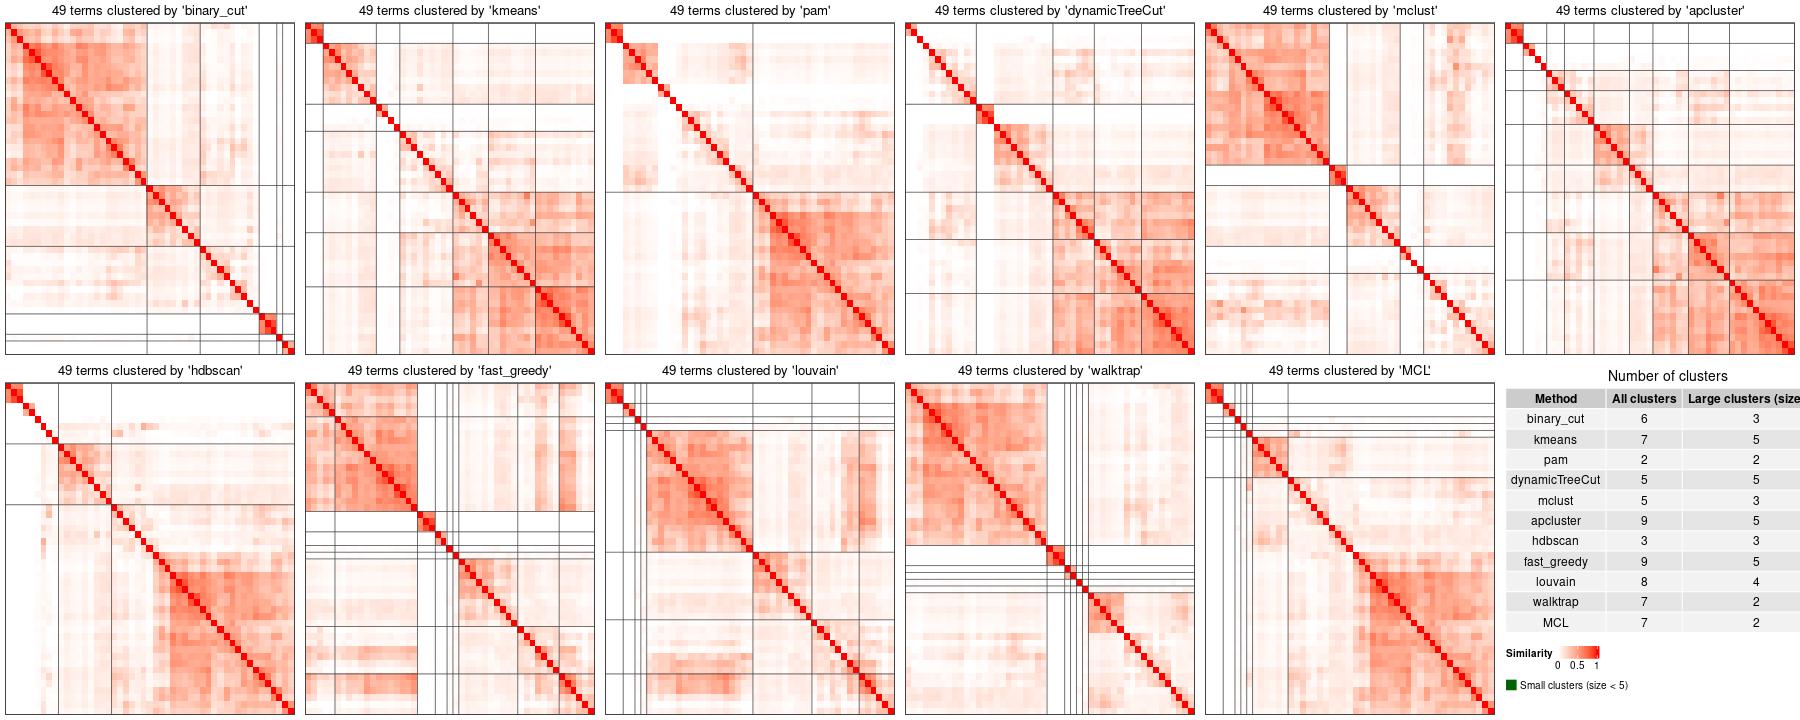 49 terms clustered by 'binary_cut'
49 terms clustered by 'kmeans'
49 terms clustered by 'pam'
49 terms clustered by 'dynamicTreeCut'
49 terms clustered by 'mclust'
49 terms clustered by 'apcluster'
49 terms clustered by 'hdbscan'
49 terms clustered by 'fast_greedy'
49 terms clustered by 'louvain'
49 terms clustered by 'walktrap'
49 terms clustered by 'MCL'
Number of clusters
Method All clusters Large clusters (size
binary_cut 6 3
kmeans 7 5
pam 2 2
dynamicTreeCut 5 5
mclust 5 3
apcluster 9 5
hdbscan 3 3
fast_greedy 9 5
louvain 8 4
walktrap 7 2
MCL 7 2
Similarity
0 0.5 1
Small clusters (size < 5)